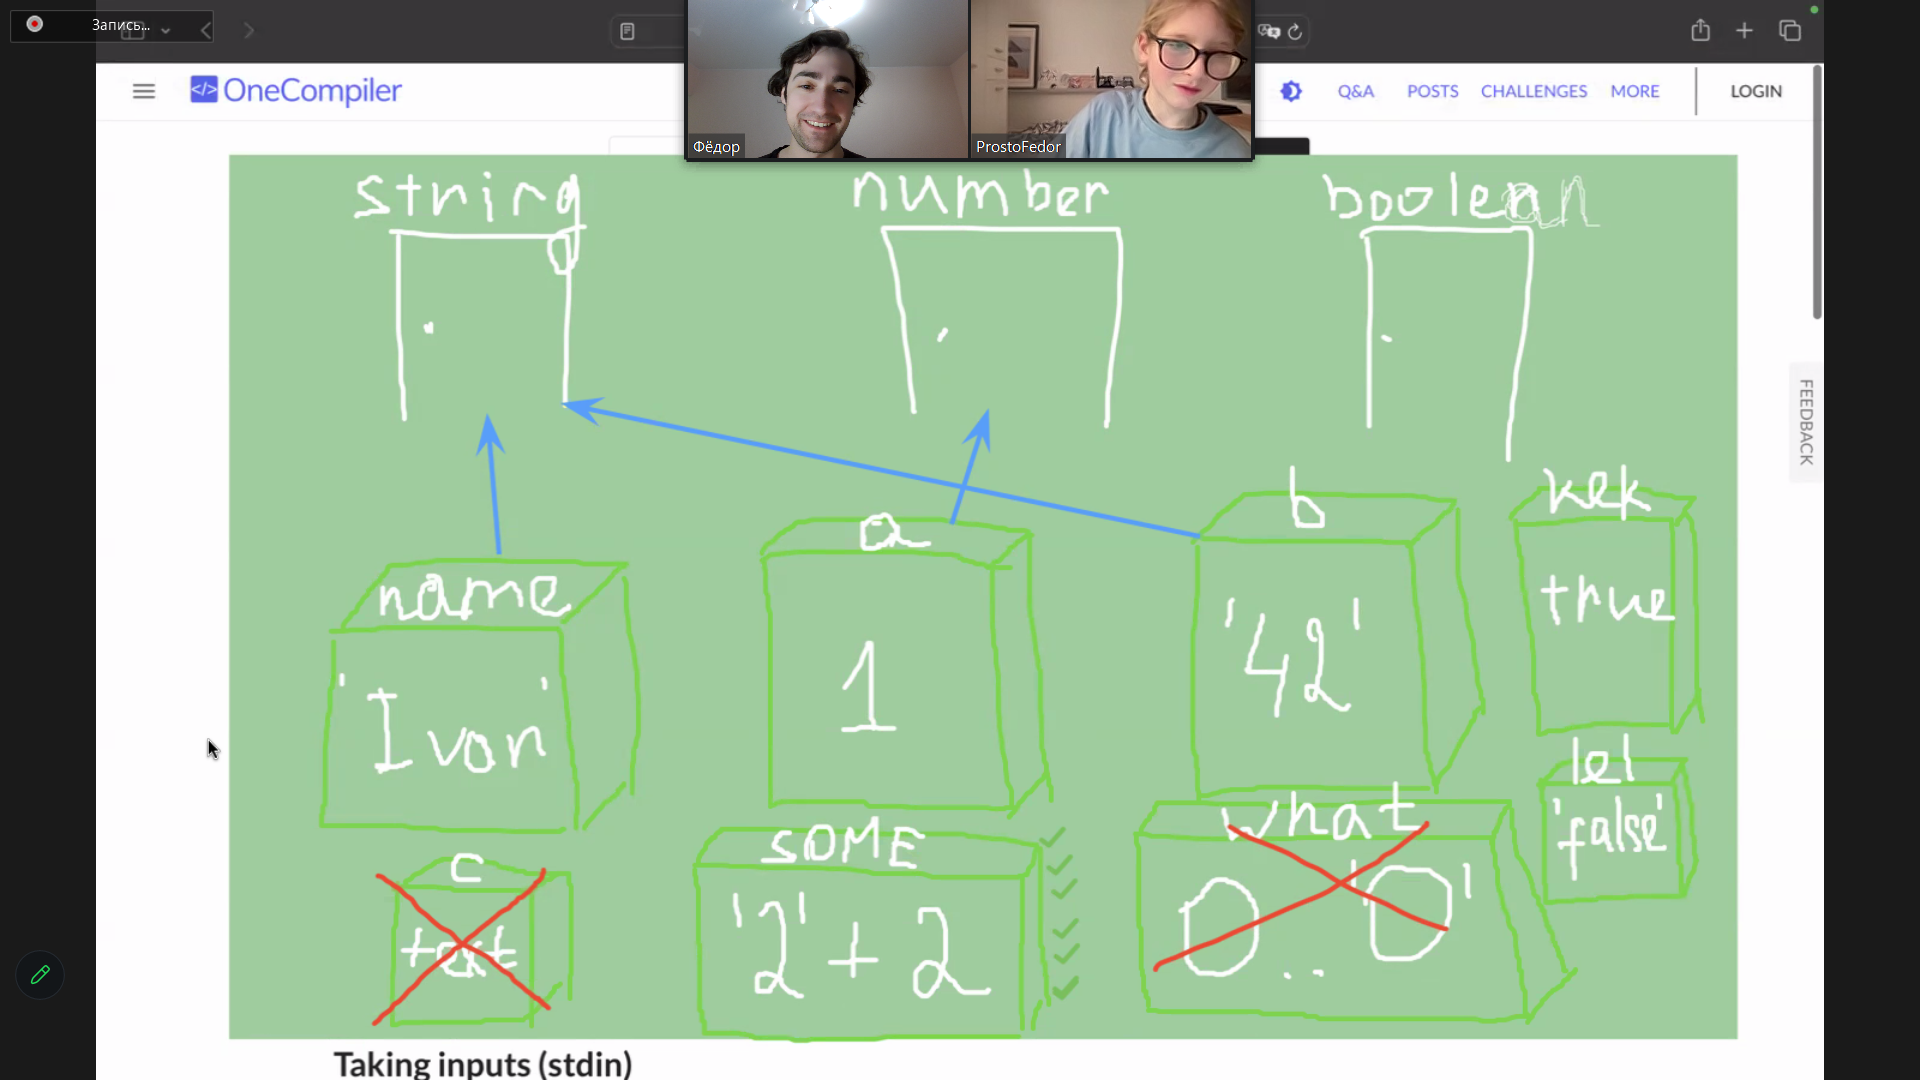 Запись...
OneCompiler
Q&A POSTS CHALLENGES MORE LOGIN
Фёдор
ProstoFedor
string number boolean
FEEDBACK
name
'Ivan'
a
1
b
'42'
kek
true
lel
'false'
c
text
SOME
'2' + 2
what
0 .. '0'
Taking inputs (stdin)